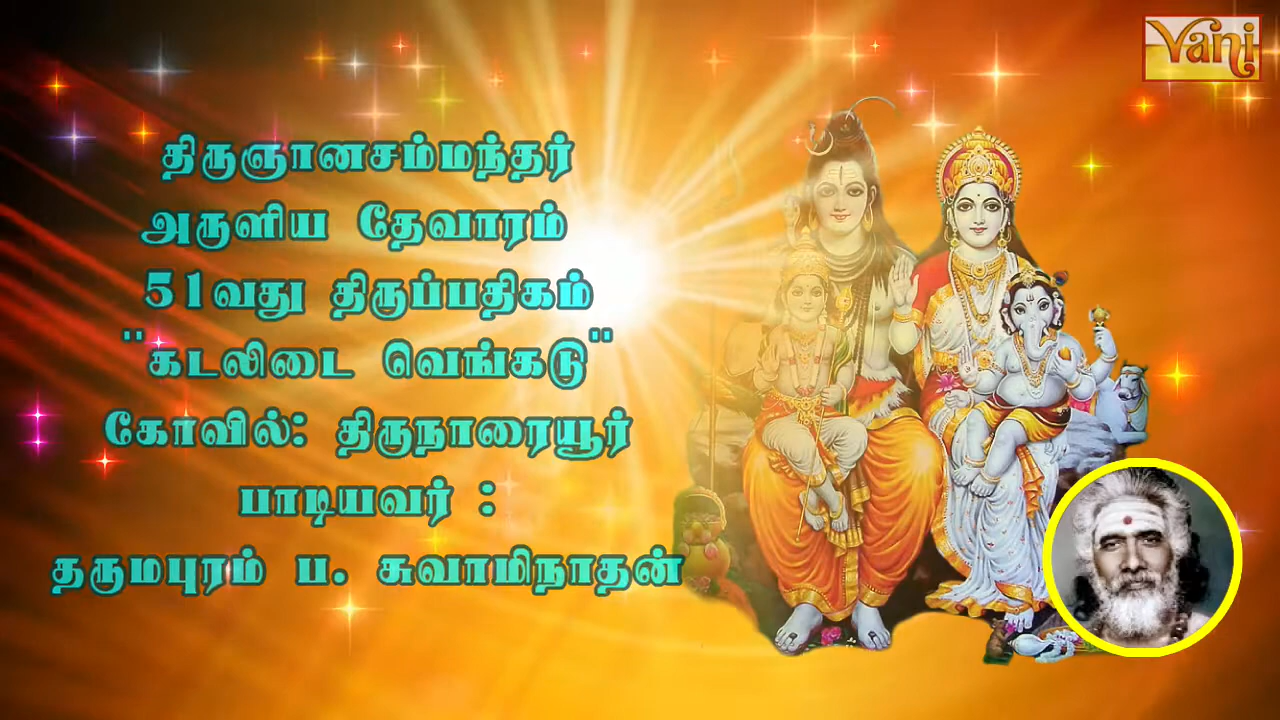 Vani
திருஞானசம்மந்தர்
அருளிய தேவாரம்
51வது திருப்பதிகம்
"கடலிடை வெங்கடு"
கோவில்: திருநாரையூர்
பாடியவர் :
தருமபுரம் ப. சுவாமிநாதன்